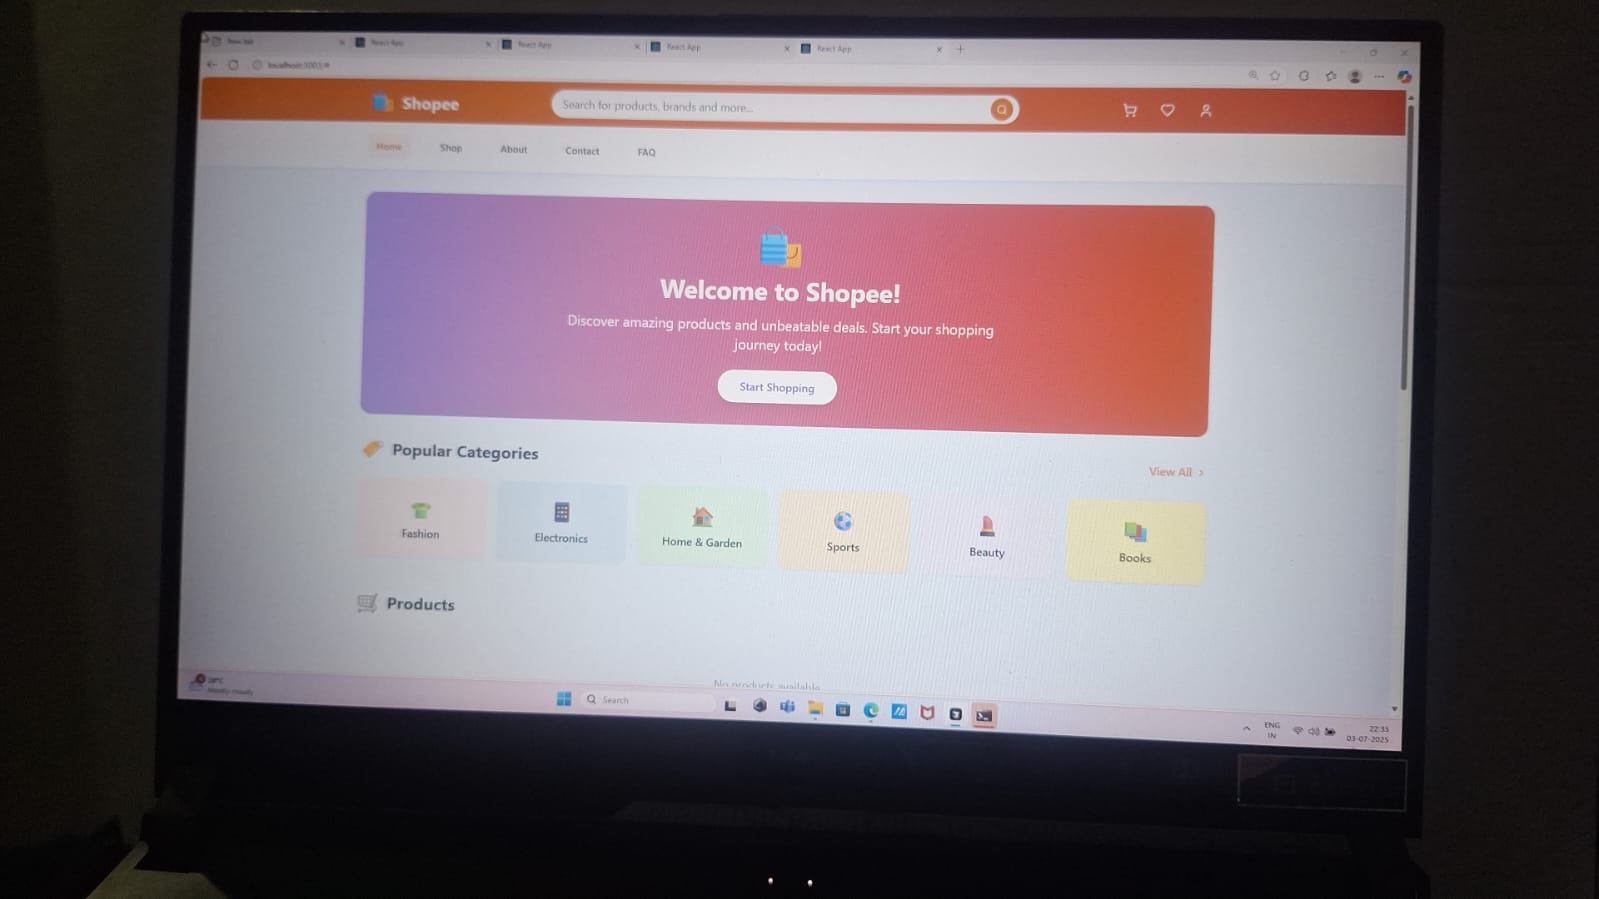 New tab
React App
React App
React App
React App
localhost:3003/#
Shopee
Search for products, brands and more...
Home
Shop
About
Contact
FAQ
Welcome to Shopee!
Discover amazing products and unbeatable deals. Start your shopping
journey today!
Start Shopping
Popular Categories
View All >
Fashion
Electronics
Home & Garden
Sports
Beauty
Books
Products
No products available
Mostly cloudy
Search
ENG
IN
22:35
03-07-2025